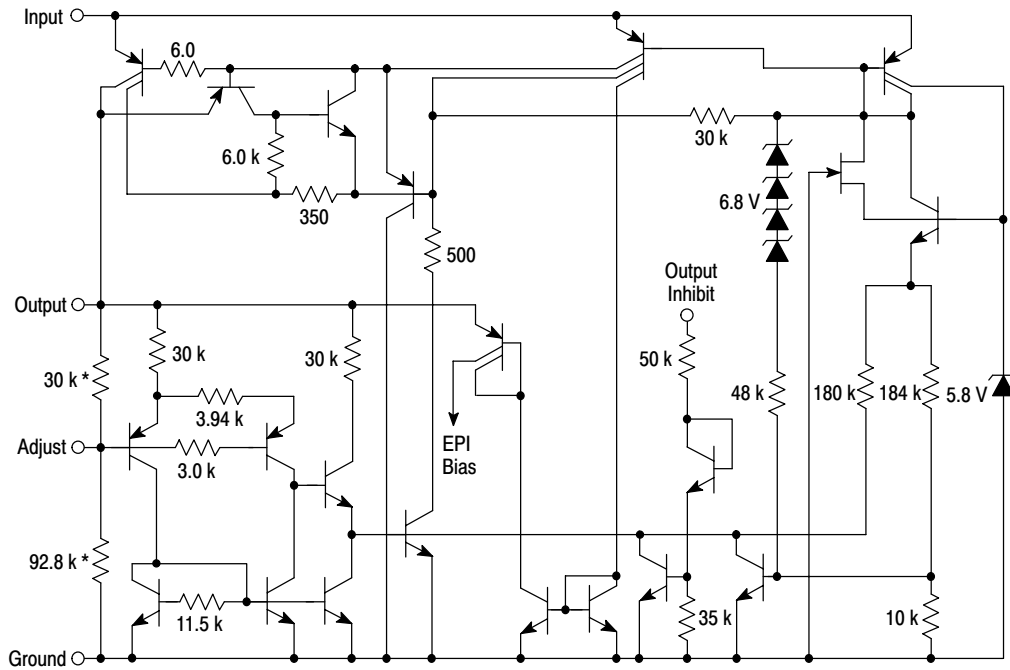 Input
6.0
30 k
6.0 k
6.8 V
350
500
Output
Output
Inhibit
30 k *
30 k
30 k
50 k
3.94 k
48 k
180 k
184 k
5.8 V
Adjust
3.0 k
EPI
Bias
92.8 k *
11.5 k
35 k
10 k
Ground